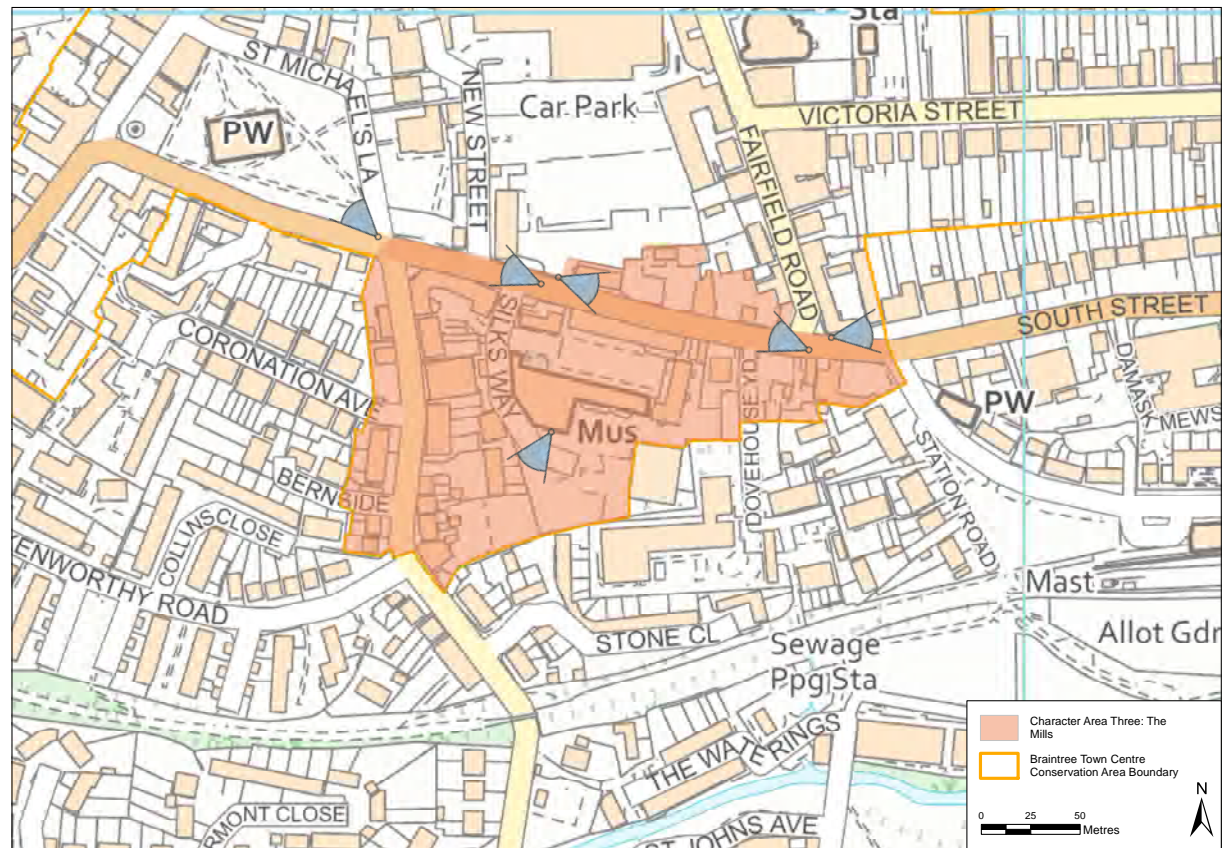 Sta
ST MICHAEL'S LA
NEW STREET
Car Park
VICTORIA STREET
PW
FAIRFIELD ROAD
SOUTH STREET
SILKS WAY
CORONATION AVE
DAMASK
MEWS
PW
Mus
DOVEHOUSE YD
STATION ROAD
BERNSIDE
COLLINS CLOSE
KENWORTHY ROAD
Mast
STONE CL
Allot Gdr
Sewage
Ppg Sta
THE WATERINGS
RMONT CLOSE
ST JOHNS AVE
Character Area Three: The
Mills
Braintree Town Centre
Conservation Area Boundary
N
0 25 50
Metres